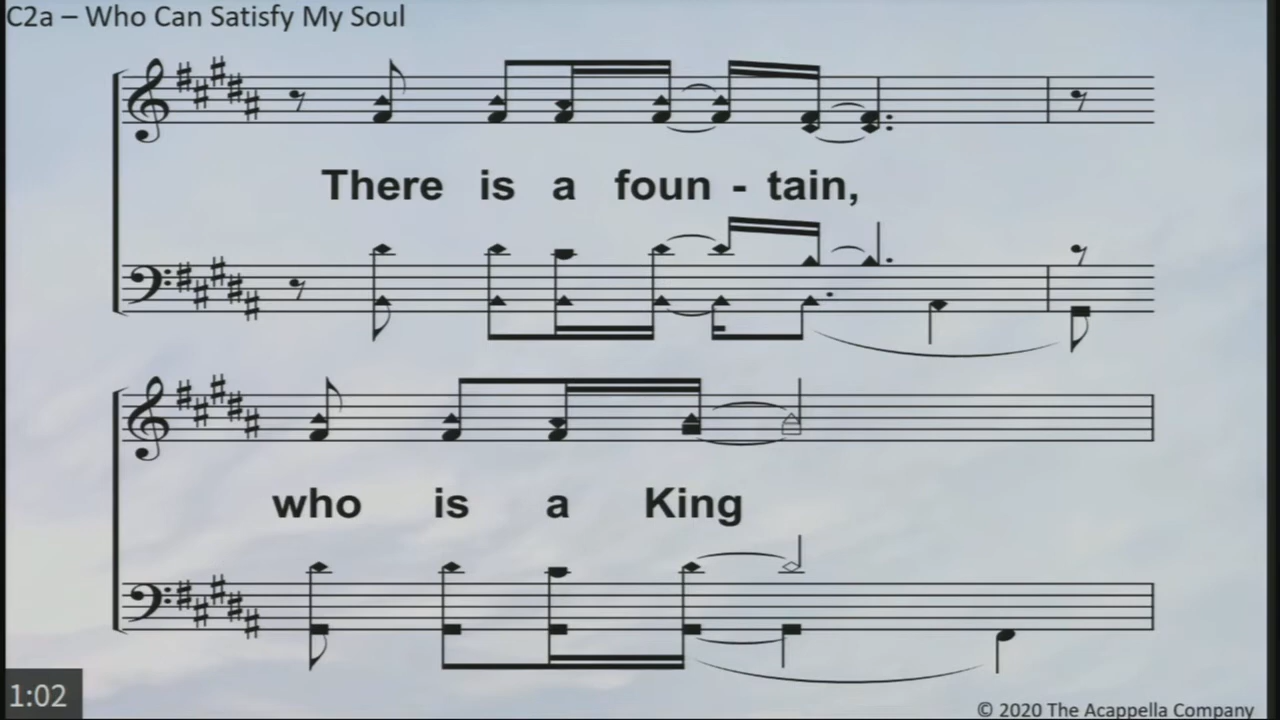 C2a – Who Can Satisfy My Soul
There is a foun - tain,
who is a King
1:02
© 2020 The Acappella Company